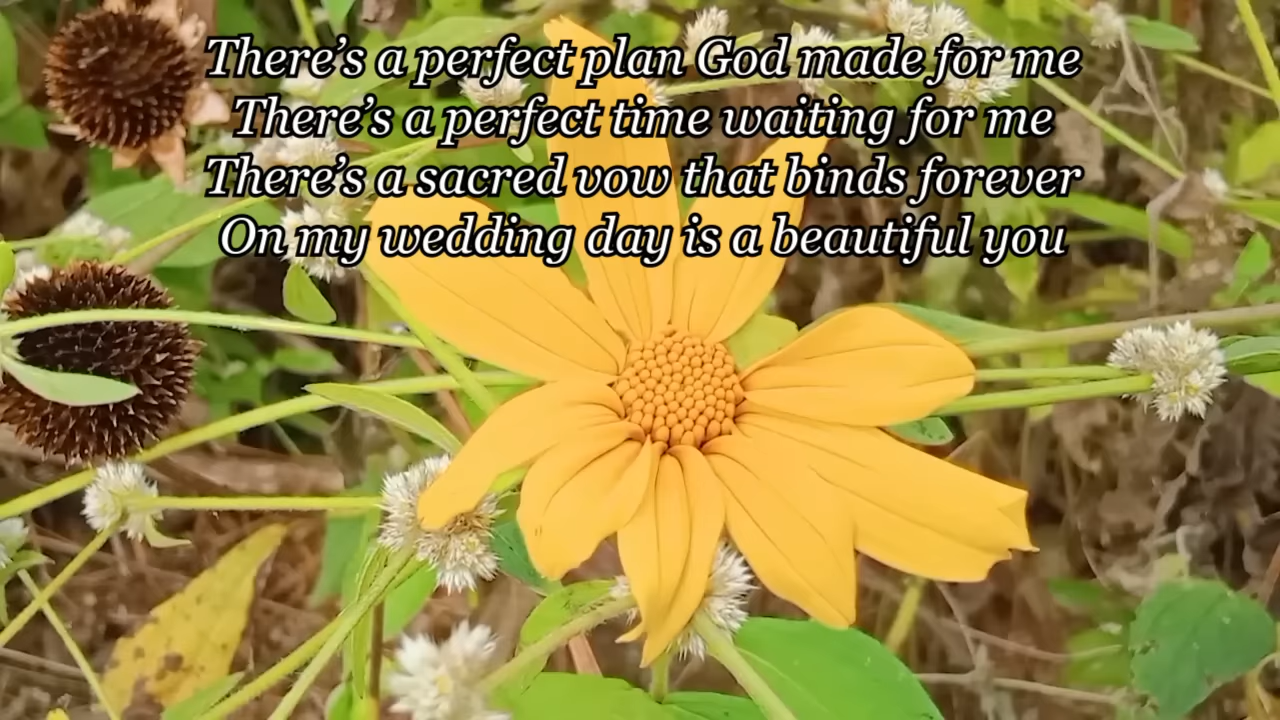 There’s a perfect plan God made for me
There’s a perfect time waiting for me
There’s a sacred vow that binds forever
On my wedding day is a beautiful you